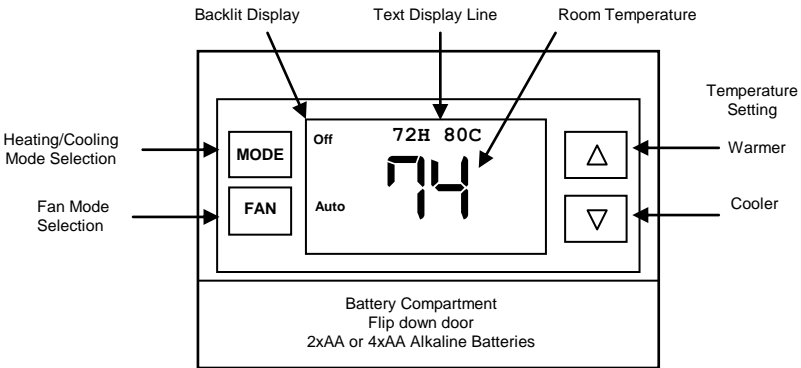 Backlit Display
Text Display Line
Room Temperature
Temperature
Setting
Heating/Cooling
Mode Selection
MODE
Off
72H 80C
Warmer
74
Fan Mode
Selection
FAN
Auto
Cooler
Battery Compartment
Flip down door
2xAA or 4xAA Alkaline Batteries